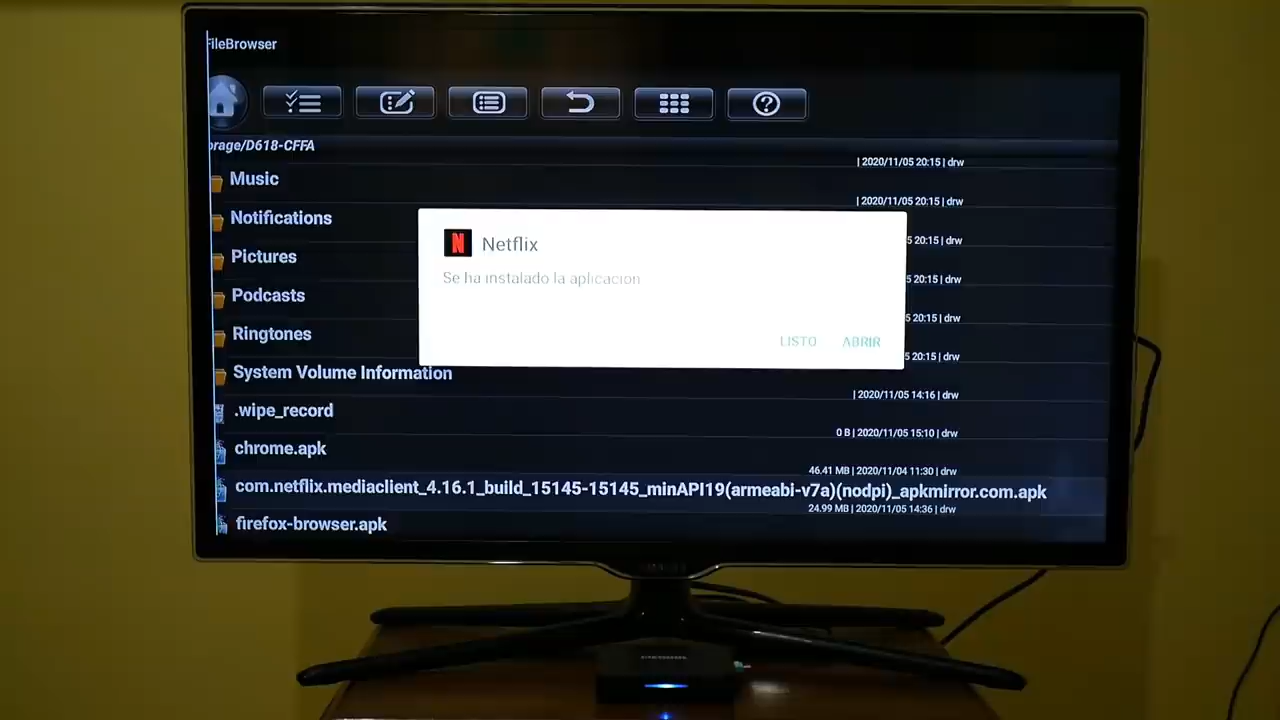 FileBrowser
orage/D618-CFFA
Music
| 2020/11/05 20:15 | drw
Notifications
| 2020/11/05 20:15 | drw
Pictures
5 20:15 | drw
Podcasts
5 20:15 | drw
Ringtones
5 20:15 | drw
System Volume Information
5 20:15 | drw
.wipe_record
| 2020/11/05 14:16 | drw
chrome.apk
0 B | 2020/11/05 15:10 | drw
com.netflix.mediaclient_4.16.1_build_15145-15145_minAPI19(armeabi-v7a)(nodpi)_apkmirror.com.apk
46.41 MB | 2020/11/04 11:30 | drw
firefox-browser.apk
24.99 MB | 2020/11/05 14:36 | drw
N Netflix
Se ha instalado la aplicación
LISTO ABRIR